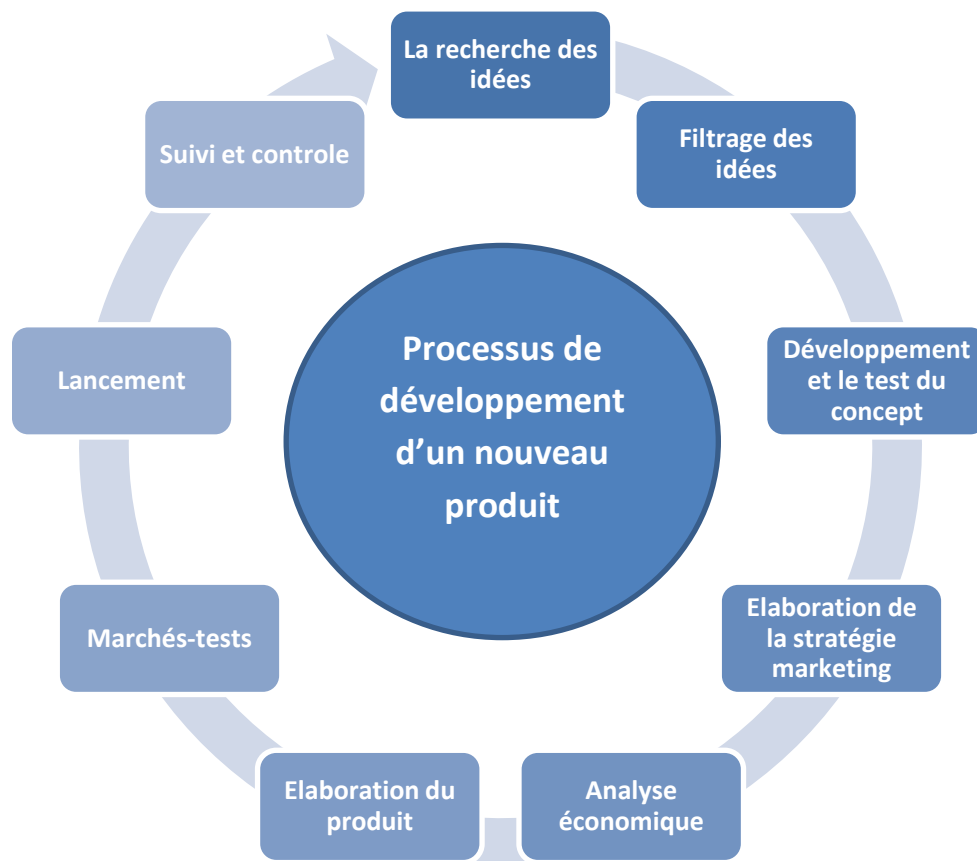 La recherche des
idées
Filtrage des
idées
Développement
et le test du
concept
Elaboration de
la stratégie
marketing
Analyse
économique
Elaboration du
produit
Marchés-tests
Lancement
Suivi et controle
Processus de
développement
d’un nouveau
produit